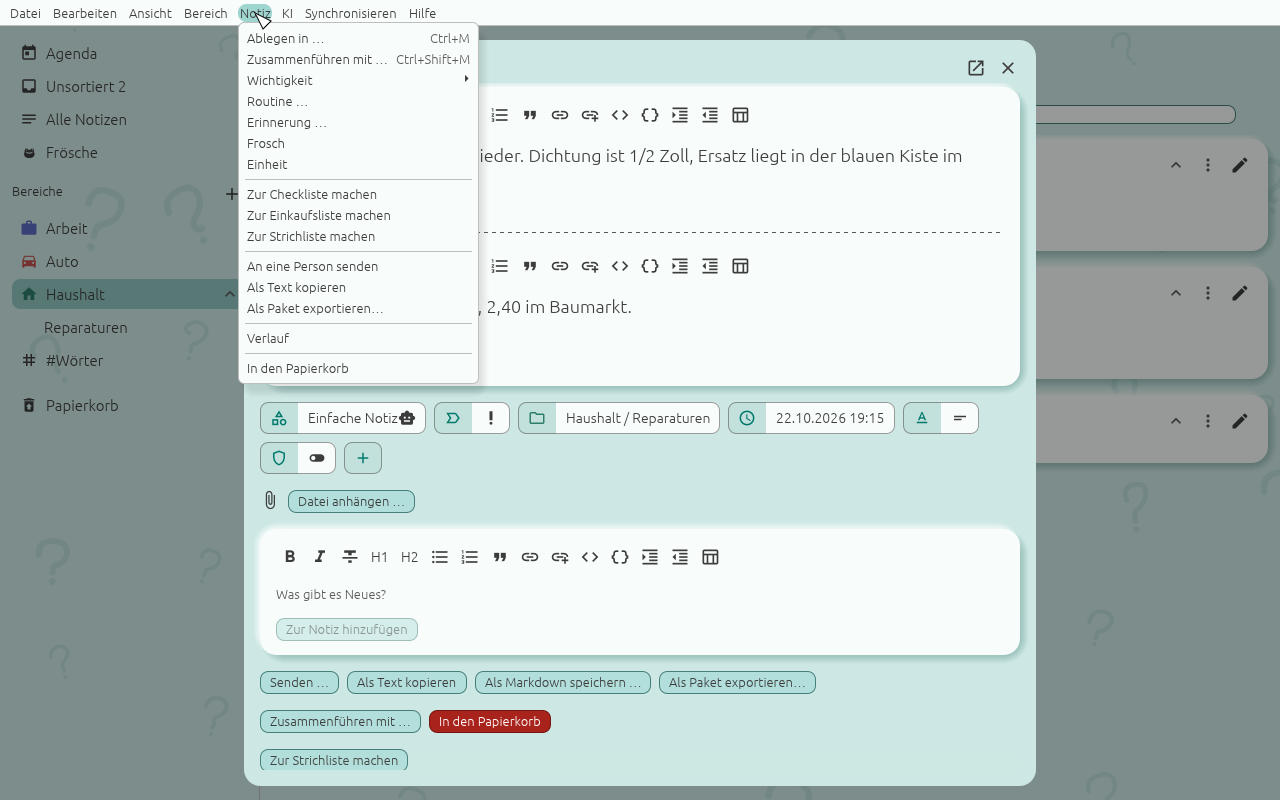 Datei Bearbeiten Ansicht Bereich Notiz KI Synchronisieren Hilfe
Agenda
Unsortiert 2
Alle Notizen
Frösche
Bereiche
Arbeit
Auto
Haushalt
Reparaturen
#Wörter
Papierkorb
Ablegen in … Ctrl+M
Zusammenführen mit … Ctrl+Shift+M
Wichtigkeit
Routine …
Erinnerung …
Frosch
Einheit
Zur Checkliste machen
Zur Einkaufsliste machen
Zur Strichliste machen
An eine Person senden
Als Text kopieren
Als Paket exportieren…
Verlauf
In den Papierkorb
ieder. Dichtung ist 1/2 Zoll, Ersatz liegt in der blauen Kiste im
, 2,40 im Baumarkt.
Einfache Notiz
Haushalt / Reparaturen
22.10.2026 19:15
Datei anhängen …
B I H1 H2
Was gibt es Neues?
Zur Notiz hinzufügen
Senden … Als Text kopieren Als Markdown speichern … Als Paket exportieren…
Zusammenführen mit … In den Papierkorb
Zur Strichliste machen